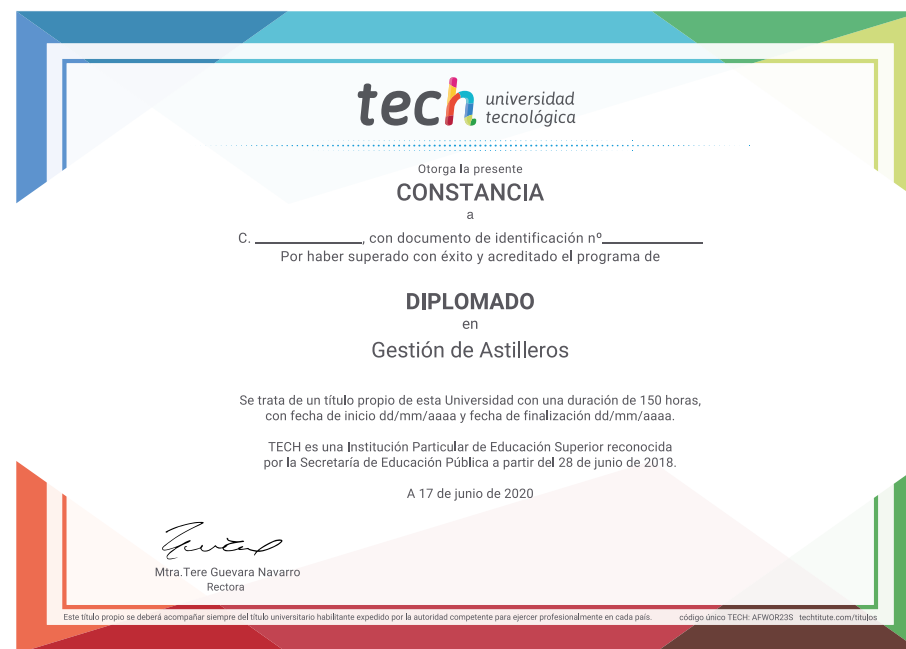 tech universidad
tecnológica
Otorga la presente
CONSTANCIA
a
C. ____________, con documento de identificación nº____________
Por haber superado con éxito y acreditado el programa de
DIPLOMADO
en
Gestión de Astilleros
Se trata de un título propio de esta Universidad con una duración de 150 horas,
con fecha de inicio dd/mm/aaaa y fecha de finalización dd/mm/aaaa.
TECH es una Institución Particular de Educación Superior reconocida
por la Secretaría de Educación Pública a partir del 28 de junio de 2018.
A 17 de junio de 2020
Mtra.Tere Guevara Navarro
Rectora
Este título propio se deberá acompañar siempre del título universitario habilitante expedido por la autoridad competente para ejercer profesionalmente en cada país. código único TECH: AFWOR23S techtitute.com/titulos